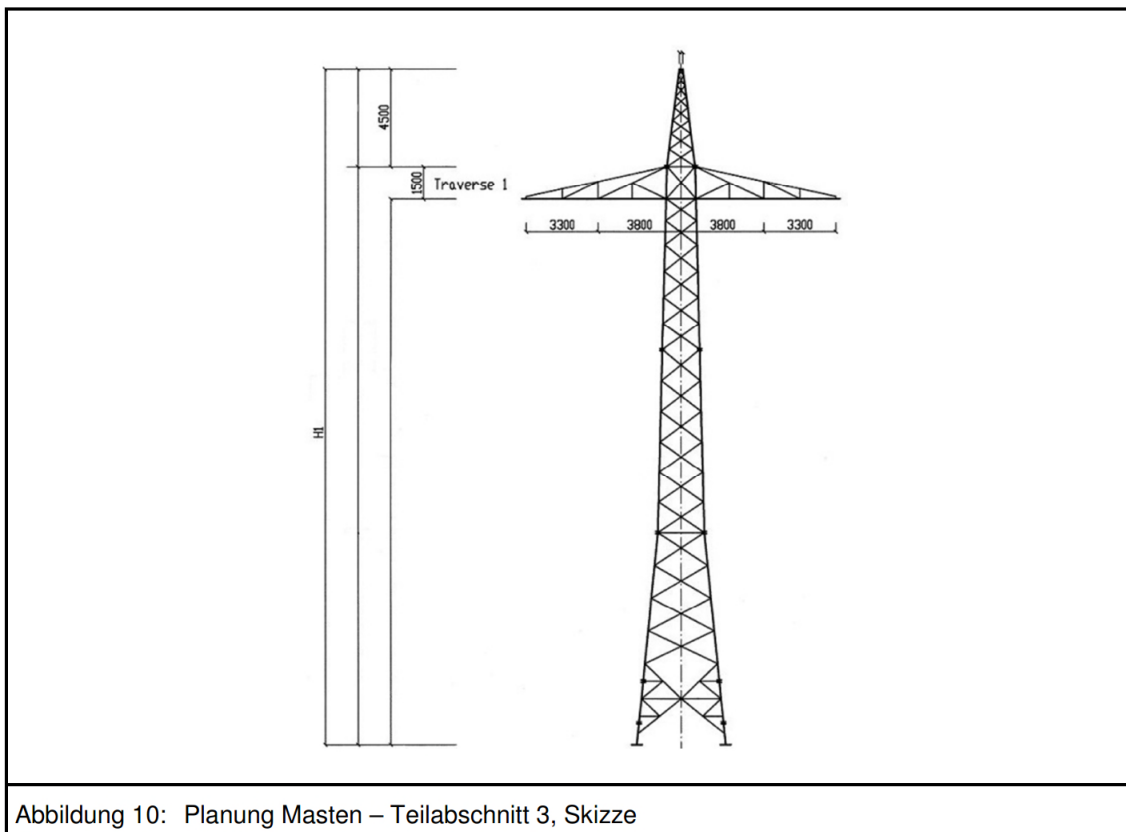 4500
1500
Traverse 1
3300 3800 3800 3300
H1
Abbildung 10: Planung Masten – Teilabschnitt 3, Skizze